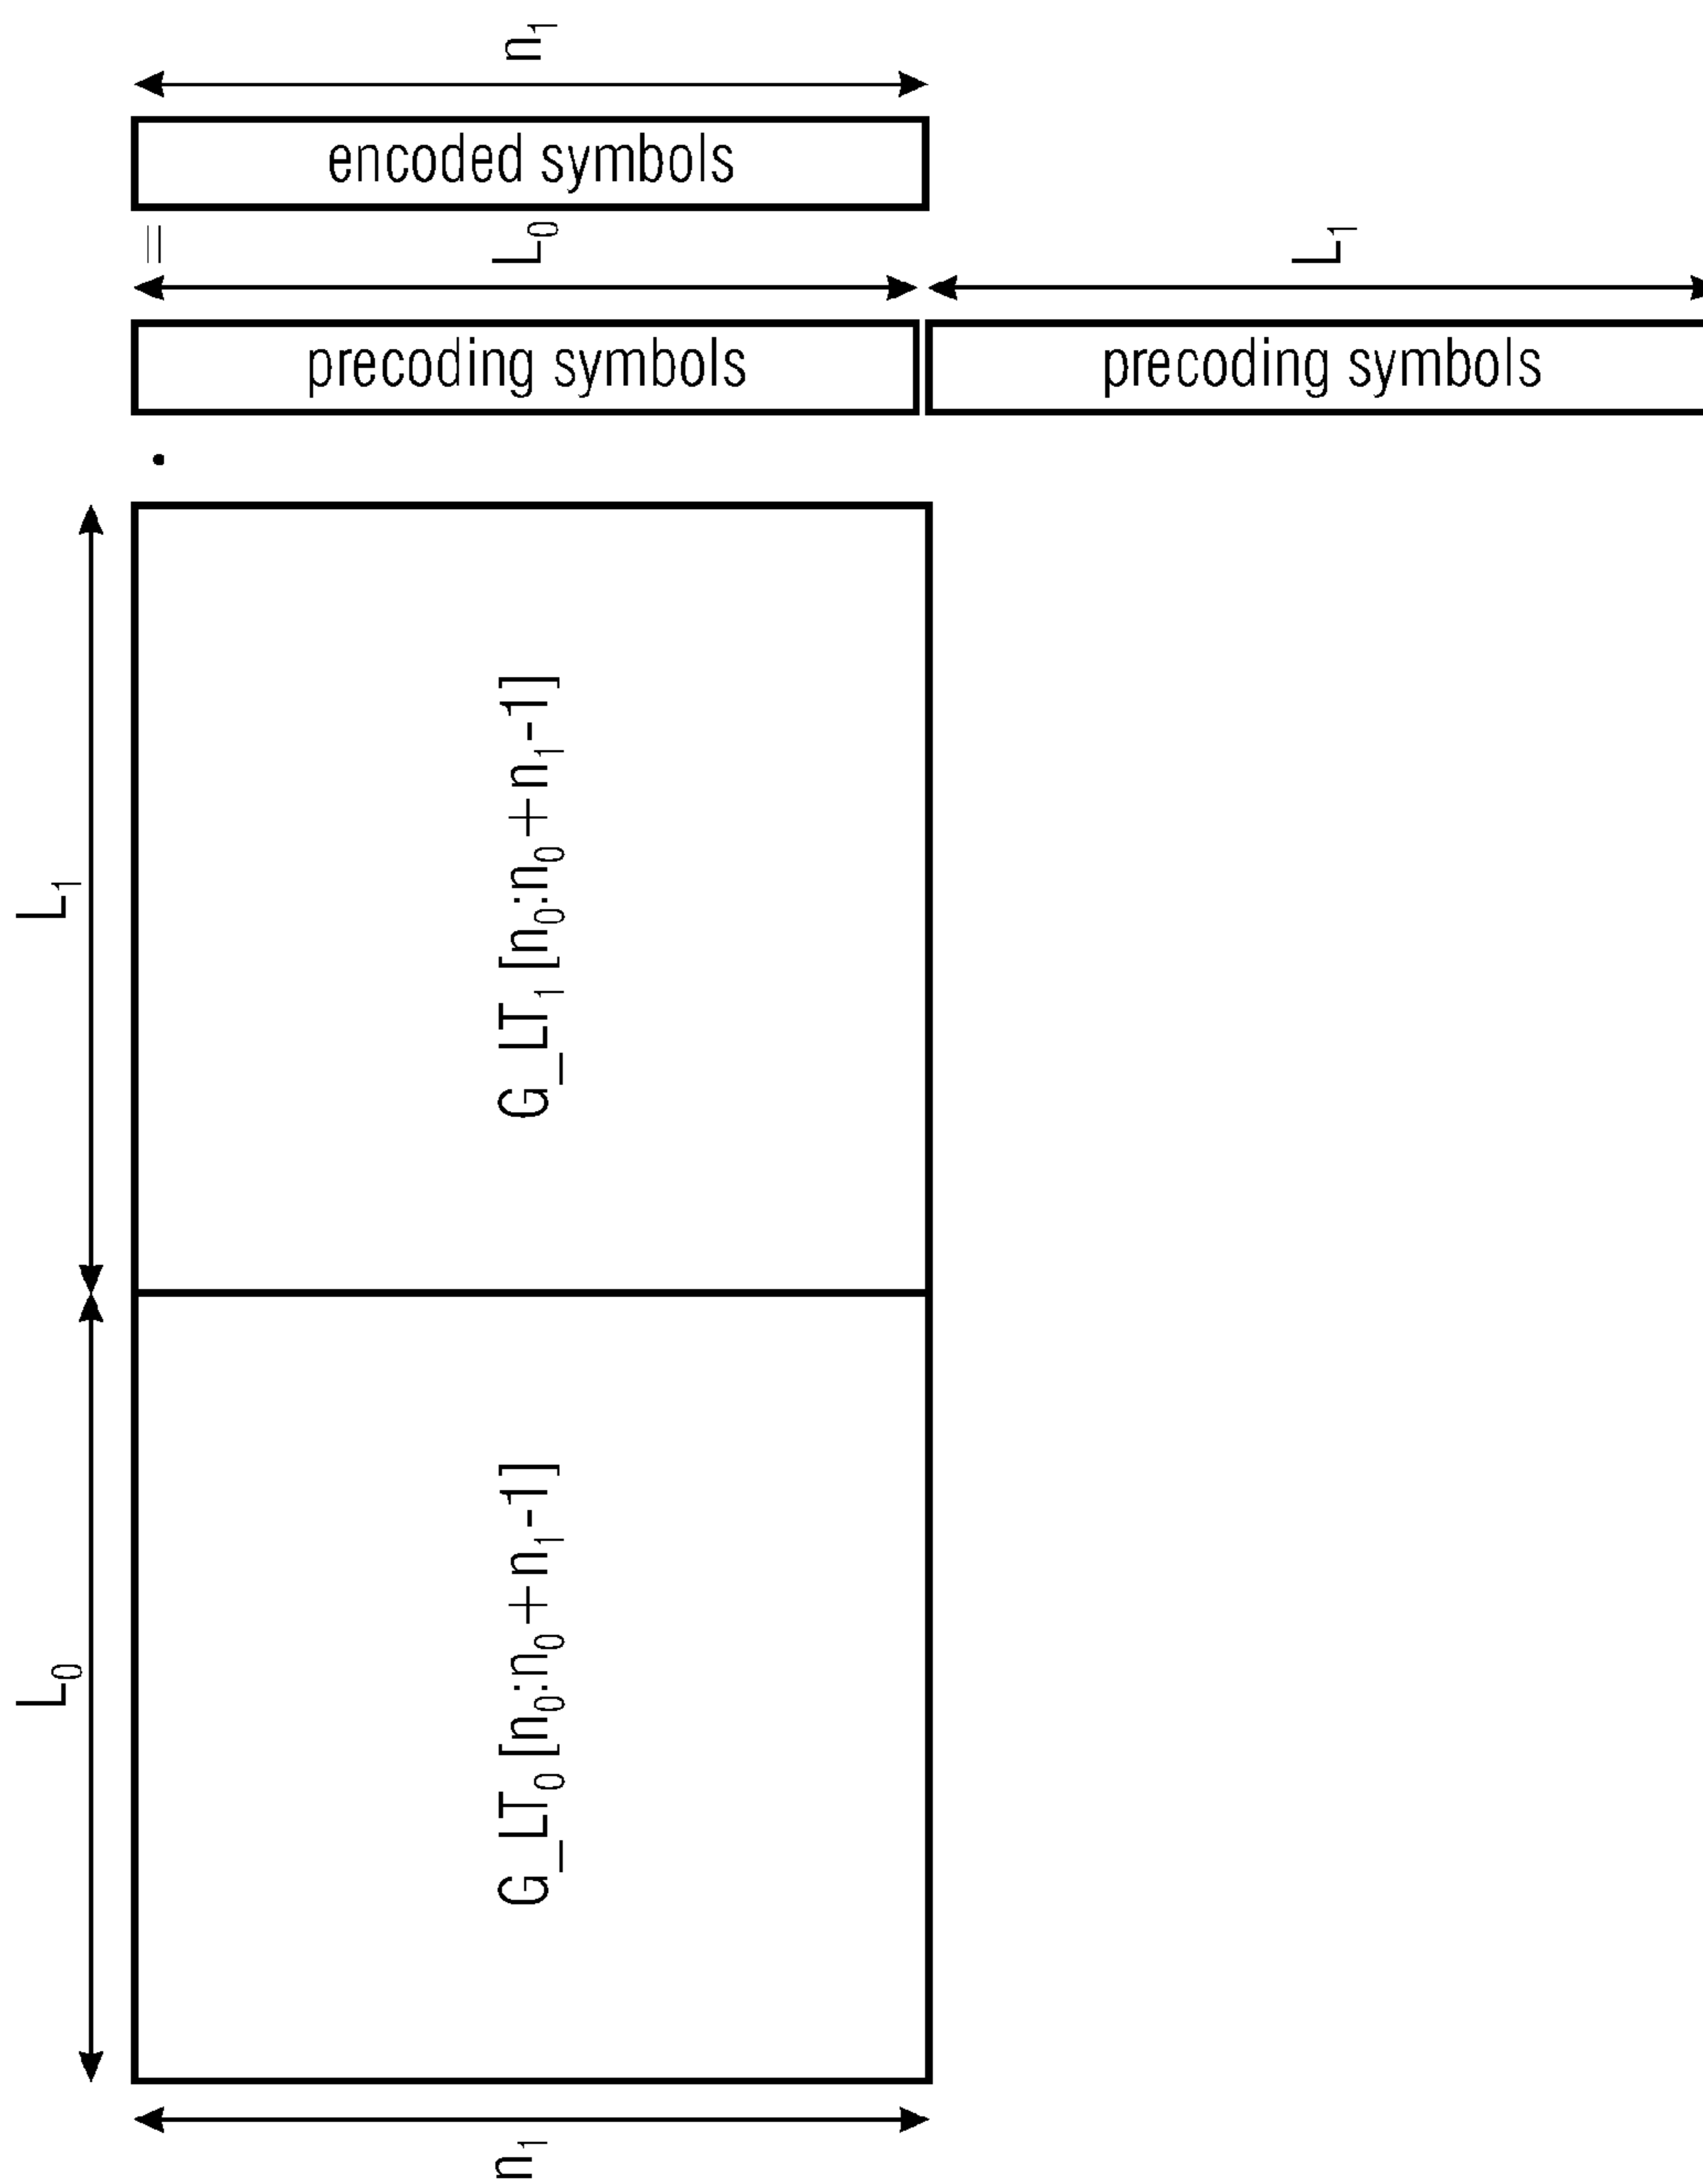 n₁
encoded symbols
=
L₀
L₁
precoding symbols
precoding symbols
·
L₁
G_LT₁ [n₀:n₀+n₁-1]
L₀
G_LT₀ [n₀:n₀+n₁-1]
n₁